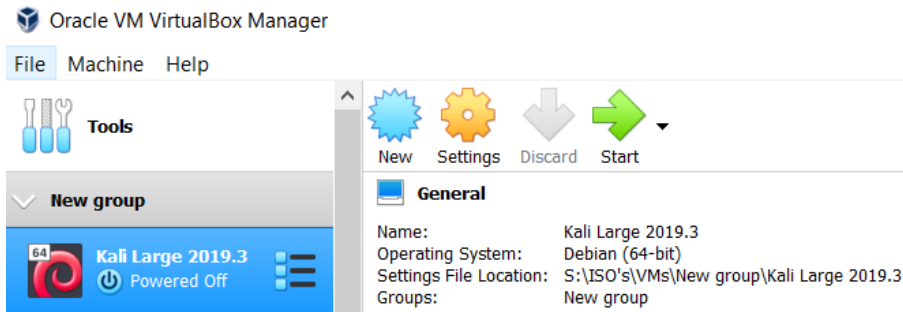 Oracle VM VirtualBox Manager
File Machine Help
Tools
New Settings Discard Start
New group
General
64
Kali Large 2019.3
Powered Off
Name: Kali Large 2019.3
Operating System: Debian (64-bit)
Settings File Location: S:\ISO's\VMs\New group\Kali Large 2019.3
Groups: New group